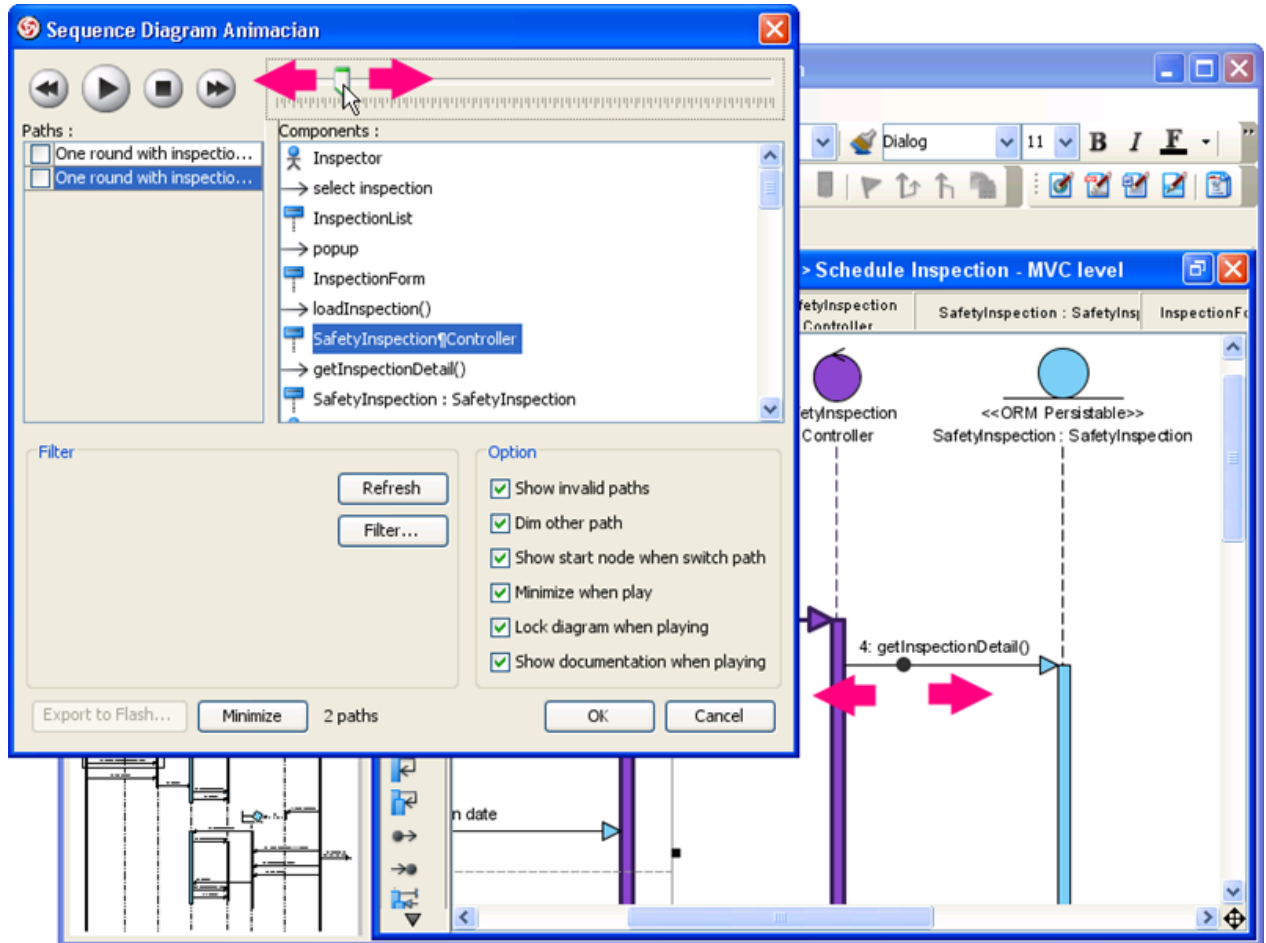 Sequence Diagram Animacian
Paths :
One round with inspectio...
One round with inspectio...
Components :
Inspector
select inspection
InspectionList
popup
InspectionForm
loadInspection()
SafetyInspection¶Controller
getInspectionDetail()
SafetyInspection : SafetyInspection
Filter
Refresh
Filter...
Option
Show invalid paths
Dim other path
Show start node when switch path
Minimize when play
Lock diagram when playing
Show documentation when playing
Export to Flash...
Minimize
2 paths
OK
Cancel
Dialog
11
B
I
F
> Schedule Inspection - MVC level
fetyInspection
Controller
SafetyInspection : SafetyInsp
InspectionFo
etyInspection
Controller
<<ORM Persistable>>
SafetyInspection : SafetyInspection
4: getInspectionDetail()
n date